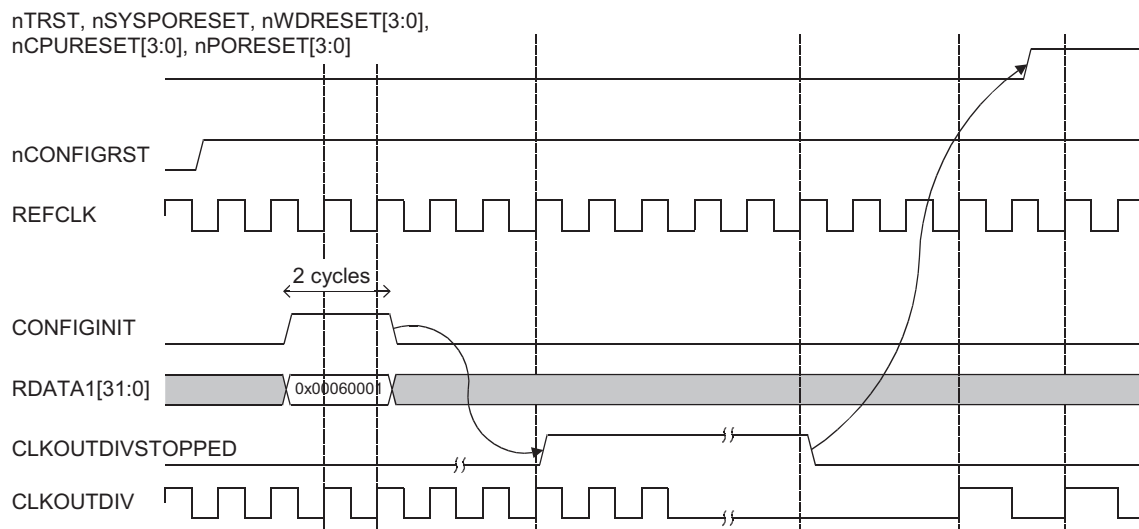 nTRST, nSYSPORESET, nWDRESET[3:0],
nCPURESET[3:0], nPORESET[3:0]
nCONFIGRST
REFCLK
2 cycles
CONFIGINIT
RDATA1[31:0]
0x00060001
CLKOUTDIVSTOPPED
CLKOUTDIV